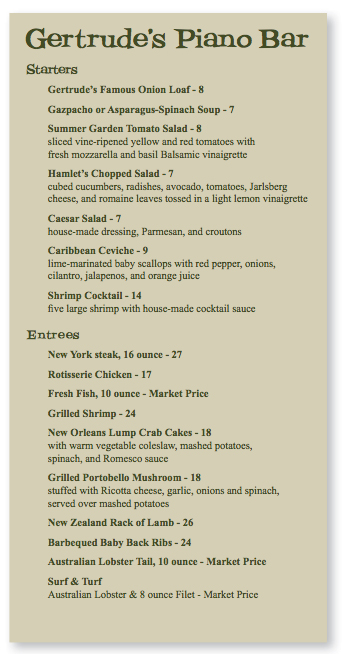 Gertrude's Piano Bar
Starters
Gertrude's Famous Onion Loaf - 8
Gazpacho or Asparagus-Spinach Soup - 7
Summer Garden Tomato Salad - 8
sliced vine-ripened yellow and red tomatoes with
fresh mozzarella and basil Balsamic vinaigrette
Hamlet's Chopped Salad - 7
cubed cucumbers, radishes, avocado, tomatoes, Jarlsberg
cheese, and romaine leaves tossed in a light lemon vinaigrette
Caesar Salad - 7
house-made dressing, Parmesan, and croutons
Caribbean Ceviche - 9
lime-marinated baby scallops with red pepper, onions,
cilantro, jalapenos, and orange juice
Shrimp Cocktail - 14
five large shrimp with house-made cocktail sauce
Entrees
New York steak, 16 ounce - 27
Rotisserie Chicken - 17
Fresh Fish, 10 ounce - Market Price
Grilled Shrimp - 24
New Orleans Lump Crab Cakes - 18
with warm vegetable coleslaw, mashed potatoes,
spinach, and Romesco sauce
Grilled Portobello Mushroom - 18
stuffed with Ricotta cheese, garlic, onions and spinach,
served over mashed potatoes
New Zealand Rack of Lamb - 26
Barbequed Baby Back Ribs - 24
Australian Lobster Tail, 10 ounce - Market Price
Surf & Turf
Australian Lobster & 8 ounce Filet - Market Price